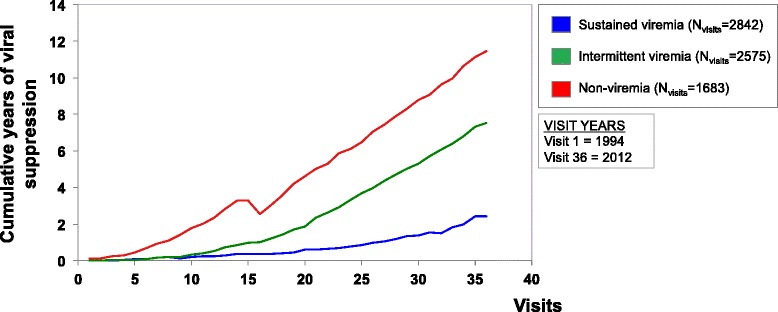 14
12
10
8
6
4
2
0
Cumulative years of viral
suppression
0 5 10 15 20 25 30 35 40
Visits
Sustained viremia (Nvisits=2842)
Intermittent viremia (Nvisits=2575)
Non-viremia (Nvisits=1683)
VISIT YEARS
Visit 1 = 1994
Visit 36 = 2012